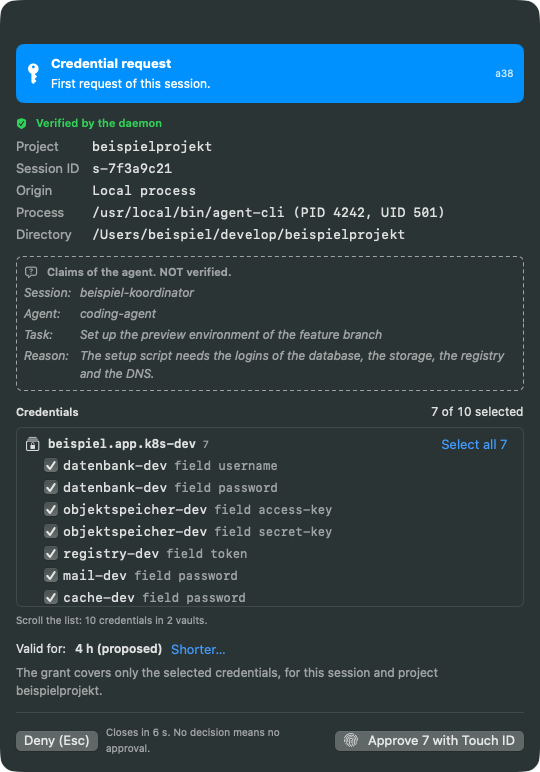 Credential request
First request of this session.
a38
Verified by the daemon
Project beispielprojekt
Session ID s-7f3a9c21
Origin Local process
Process /usr/local/bin/agent-cli (PID 4242, UID 501)
Directory /Users/beispiel/develop/beispielprojekt
Claims of the agent. NOT verified.
Session: beispiel-koordinator
Agent: coding-agent
Task: Set up the preview environment of the feature branch
Reason: The setup script needs the logins of the database, the storage, the registry
and the DNS.
Credentials 7 of 10 selected
beispiel.app.k8s-dev 7 Select all 7
datenbank-dev field username
datenbank-dev field password
objektspeicher-dev field access-key
objektspeicher-dev field secret-key
registry-dev field token
mail-dev field password
cache-dev field password
Scroll the list: 10 credentials in 2 vaults.
Valid for: 4 h (proposed) Shorter...
The grant covers only the selected credentials, for this session and project
beispielprojekt.
Deny (Esc)
Closes in 6 s. No decision means no
approval.
Approve 7 with Touch ID